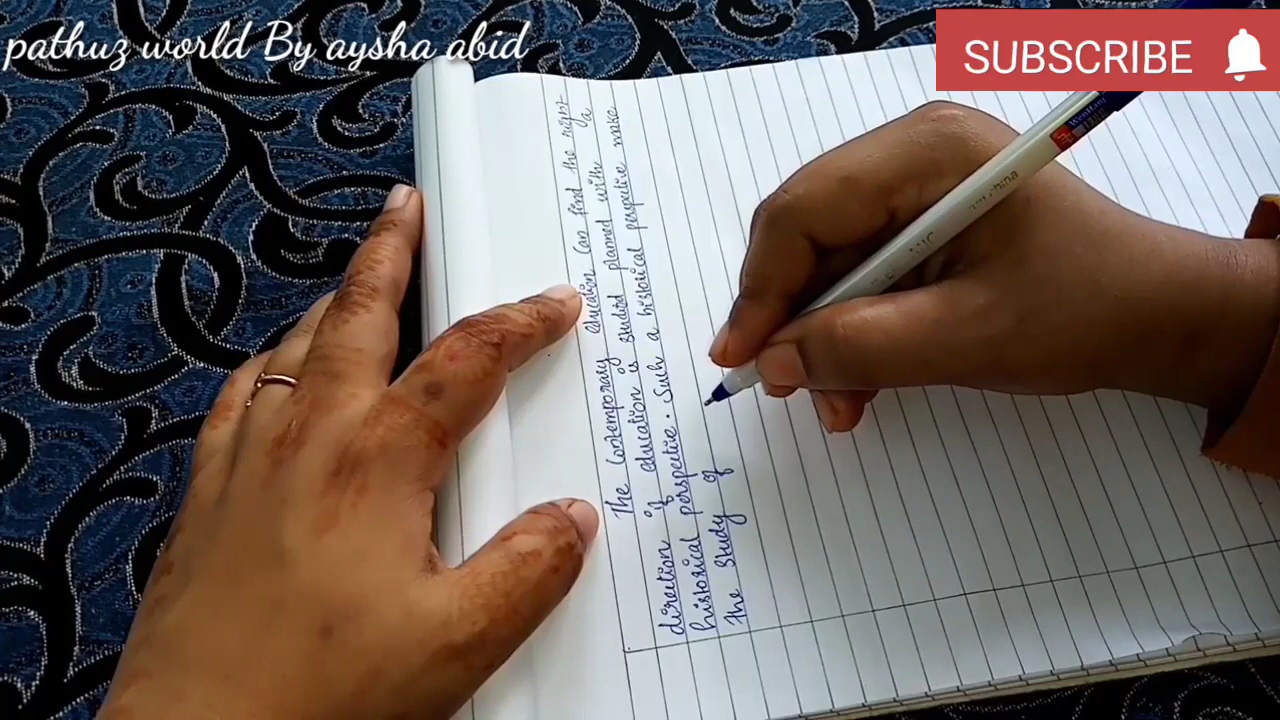 pathuz world By aysha abid
SUBSCRIBE
The contemporary education can find the right
direction if education is studied planned with a
historical perspective. Such a historical perspective make
the study of